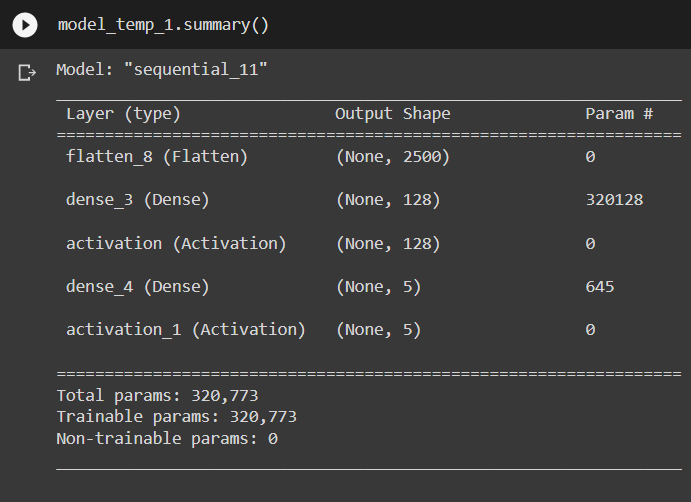 model_temp_1.summary()
Model: "sequential_11"
Layer (type) Output Shape Param #
=================================================================
flatten_8 (Flatten) (None, 2500) 0
dense_3 (Dense) (None, 128) 320128
activation (Activation) (None, 128) 0
dense_4 (Dense) (None, 5) 645
activation_1 (Activation) (None, 5) 0
=================================================================
Total params: 320,773
Trainable params: 320,773
Non-trainable params: 0